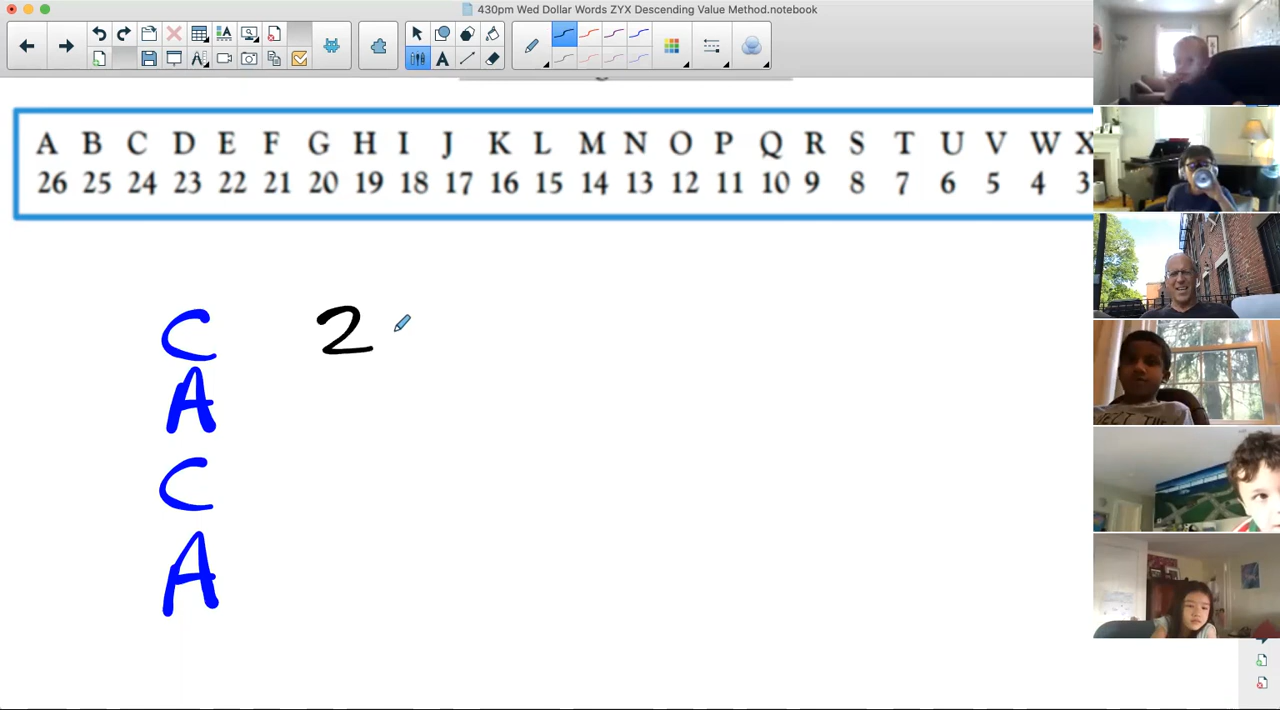 430pm Wed Dollar Words ZYX Descending Value Method.notebook
A B C D E F G H I J K L M N O P Q R S T U V W X
26 25 24 23 22 21 20 19 18 17 16 15 14 13 12 11 10 9 8 7 6 5 4 3
C 2
A
C
A